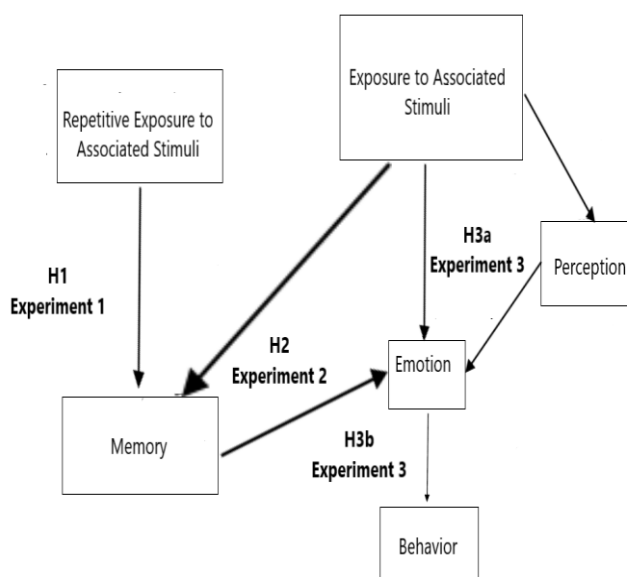 Exposure to Associated
Stimuli
Repetitive Exposure to
Associated Stimuli
H3a
Experiment 3
Perception
H1
Experiment 1
H2
Experiment 2
Emotion
Memory
H3b
Experiment 3
Behavior